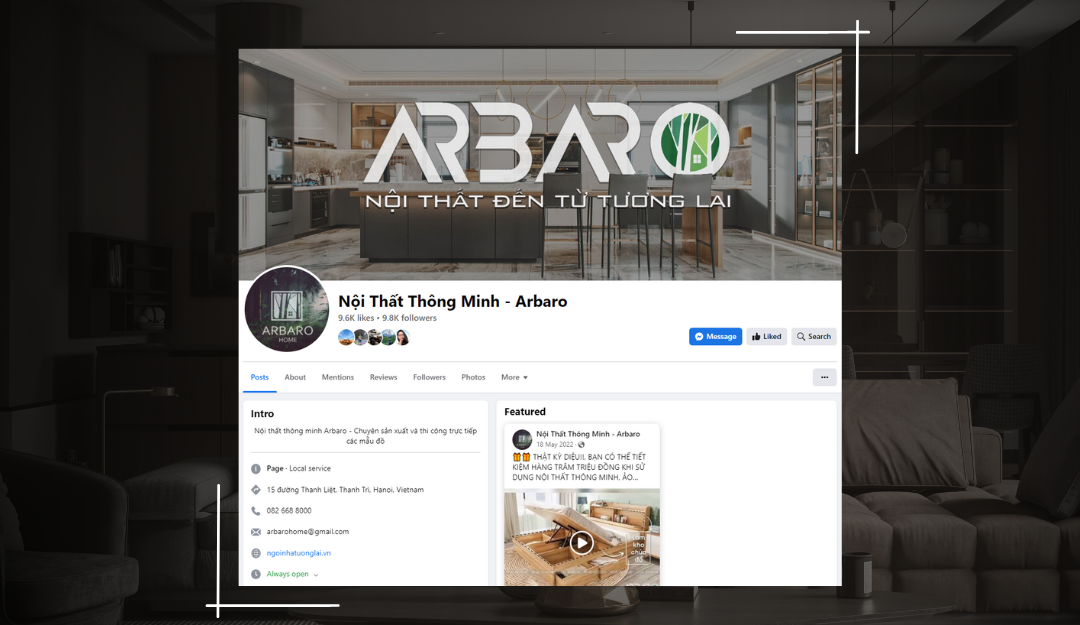 ARBARO
NỘI THẤT ĐẾN TỪ TƯƠNG LAI
ARBARO
HOME
Nội Thất Thông Minh - Arbaro
9.6K likes • 9.8K followers
Message
Liked
Search
Posts
About
Mentions
Reviews
Followers
Photos
More
Intro
Nội thất thông minh Arbaro - Chuyên sản xuất và thi công trực tiếp
các mẫu đồ
Page · Local service
15 đường Thanh Liệt, Thanh Trì, Hanoi, Vietnam
082 668 8000
arbarohome@gmail.com
ngoinhatuonglai.vn
Always open
Featured
Nội Thất Thông Minh - Arbaro
18 May 2022 ·
THẬT KỲ DIỆU!!. BẠN CÓ THỂ TIẾT
KIỆM HÀNG TRĂM TRIỆU ĐỒNG KHI SỬ
DỤNG NỘI THẤT THÔNG MINH, ẢO...
làm
kho
chứa
đồ